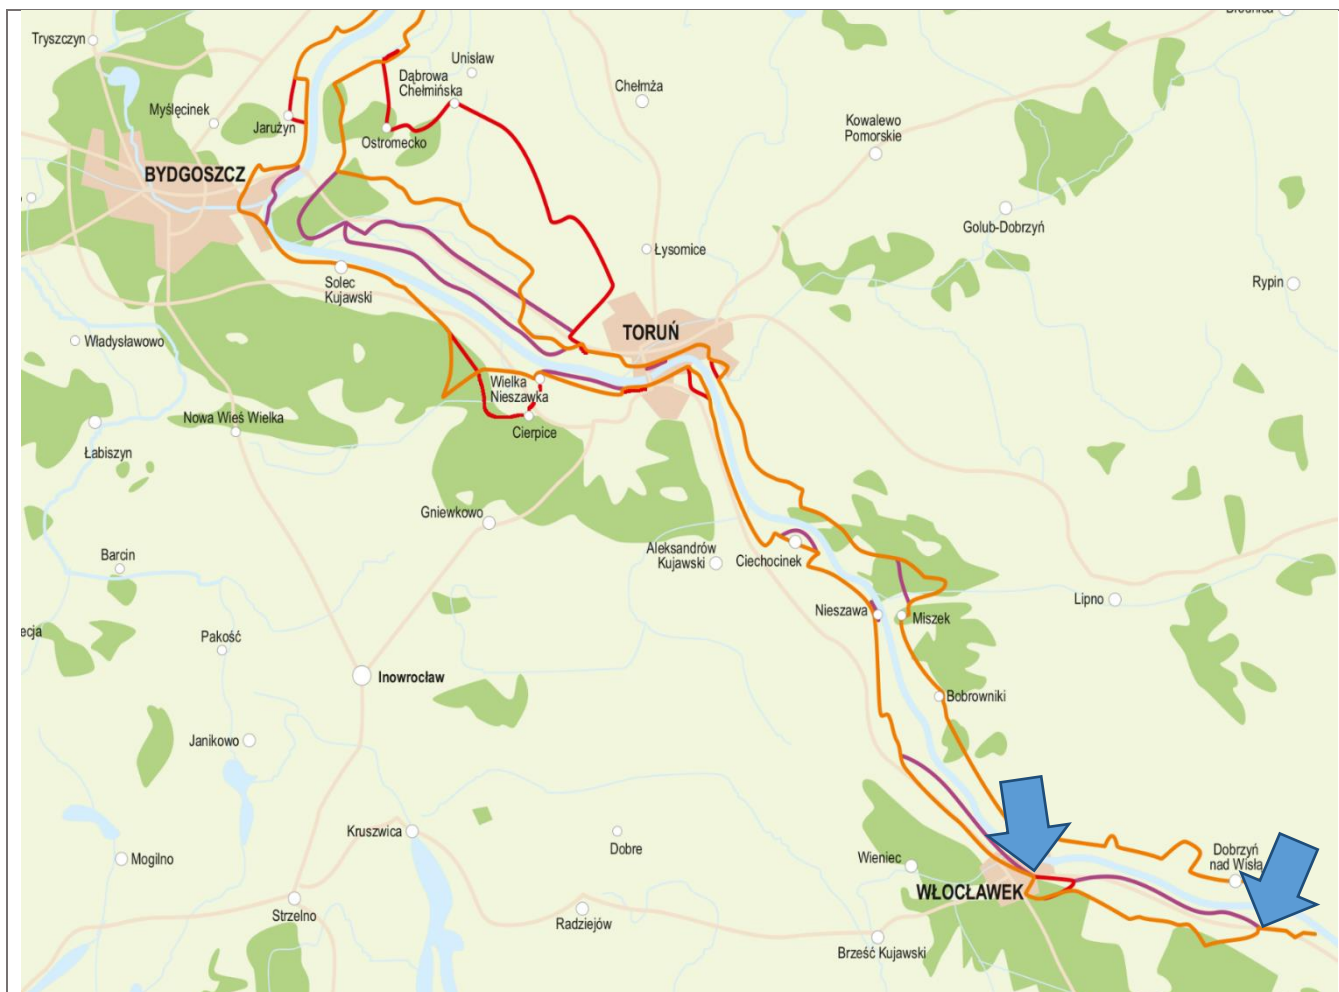 Tryszczyn
Unisław
Dąbrowa
Chełmińska
Chełmża
Myślęcinek
Jarużyn
Ostromecko
Kowalewo
Pomorskie
BYDGOSZCZ
Golub-Dobrzyń
Łysomice
Solec
Kujawski
Rypin
TORUŃ
Władysławowo
Wielka
Nieszawka
Nowa Wieś Wielka
Cierpice
Łabiszyn
Gniewkowo
Barcin
Aleksandrów
Kujawski
Ciechocinek
Nieszawa
Miszek
Lipno
ecja
Pakość
Inowrocław
Bobrowniki
Janikowo
Kruszwica
Dobre
Mogilno
Wieniec
Dobrzyń
nad Wisłą
WŁOCŁAWEK
Strzelno
Radziejów
Brześć Kujawski